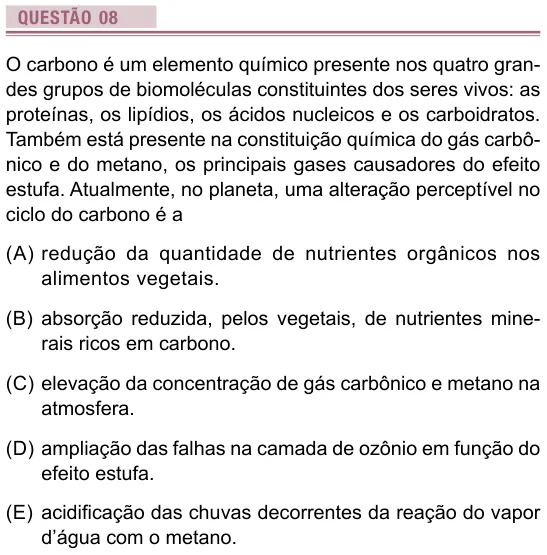 QUESTÃO 08
O carbono é um elemento químico presente nos quatro gran-
des grupos de biomoléculas constituintes dos seres vivos: as
proteínas, os lipídios, os ácidos nucleicos e os carboidratos.
Também está presente na constituição química do gás carbô-
nico e do metano, os principais gases causadores do efeito
estufa. Atualmente, no planeta, uma alteração perceptível no
ciclo do carbono é a
(A) redução da quantidade de nutrientes orgânicos nos
alimentos vegetais.
(B) absorção reduzida, pelos vegetais, de nutrientes mine-
rais ricos em carbono.
(C) elevação da concentração de gás carbônico e metano na
atmosfera.
(D) ampliação das falhas na camada de ozônio em função do
efeito estufa.
(E) acidificação das chuvas decorrentes da reação do vapor
d'água com o metano.